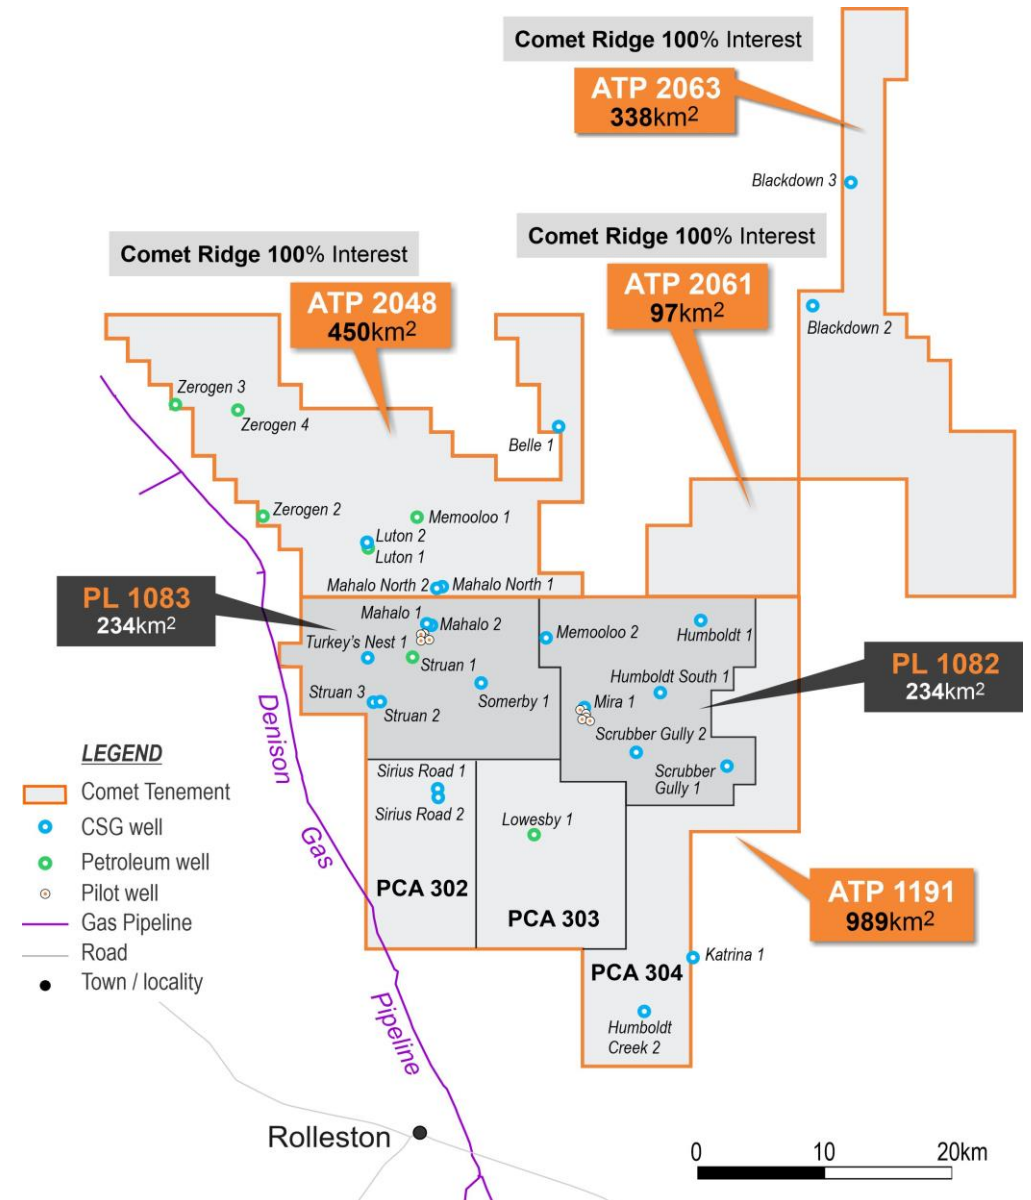 Comet Ridge 100% Interest
ATP 2063
338km2
Blackdown 3
Comet Ridge 100% Interest
ATP 2061
97km2
Comet Ridge 100% Interest
ATP 2048
450km2
Blackdown 2
Zerogen 3
Zerogen 4
Belle 1
Zerogen 2
Memooloo 1
Luton 2
Luton 1
Mahalo North 2
Mahalo North 1
PL 1083
234km2
Mahalo 1
Mahalo 2
Turkey's Nest 1
Struan 1
Struan 3
Struan 2
Somerby 1
Memooloo 2
Humboldt 1
Humboldt South 1
Mira 1
Scrubber Gully 2
Scrubber
Gully 1
PL 1082
234km2
Sirius Road 1
Sirius Road 2
Lowesby 1
PCA 302
PCA 303
PCA 304
ATP 1191
989km2
Katrina 1
Humboldt
Creek 2
Denison
Gas
Pipeline
LEGEND
Comet Tenement
CSG well
Petroleum well
Pilot well
Gas Pipeline
Road
Town / locality
Rolleston
0 10 20km